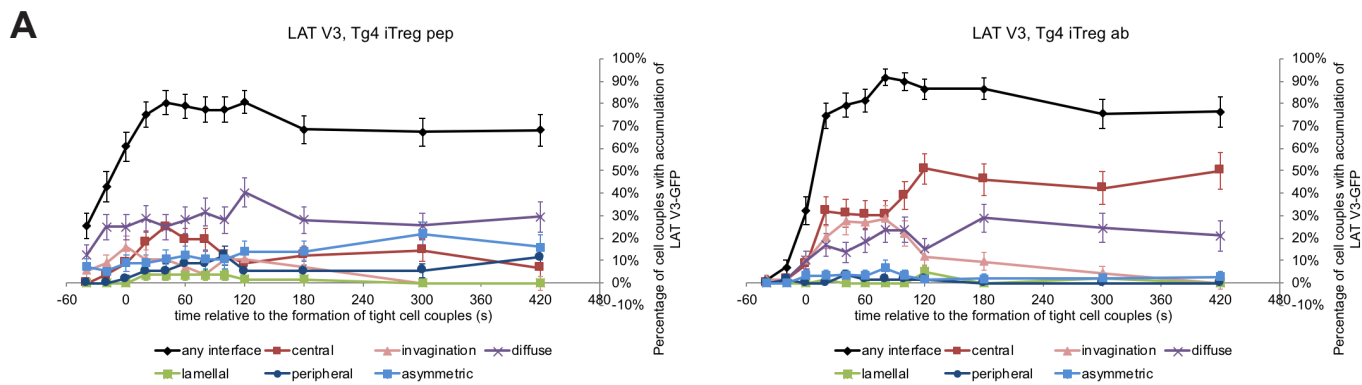 A
LAT V3, Tg4 iTreg pep
100%
90%
80%
70%
60%
50%
40%
30%
20%
10%
0%
-10%
-60 0 60 120 180 240 300 360 420 480
time relative to the formation of tight cell couples (s)
Percentage of cell couples with accumulation of
LAT V3-GFP
any interface central invagination diffuse
lamellal peripheral asymmetric
LAT V3, Tg4 iTreg ab
100%
90%
80%
70%
60%
50%
40%
30%
20%
10%
0%
-10%
-60 0 60 120 180 240 300 360 420 480
time relative to the formation of tight cell couples (s)
Percentage of cell couples with accumulation of
LAT V3-GFP
any interface central invagination diffuse
lamellal peripheral asymmetric